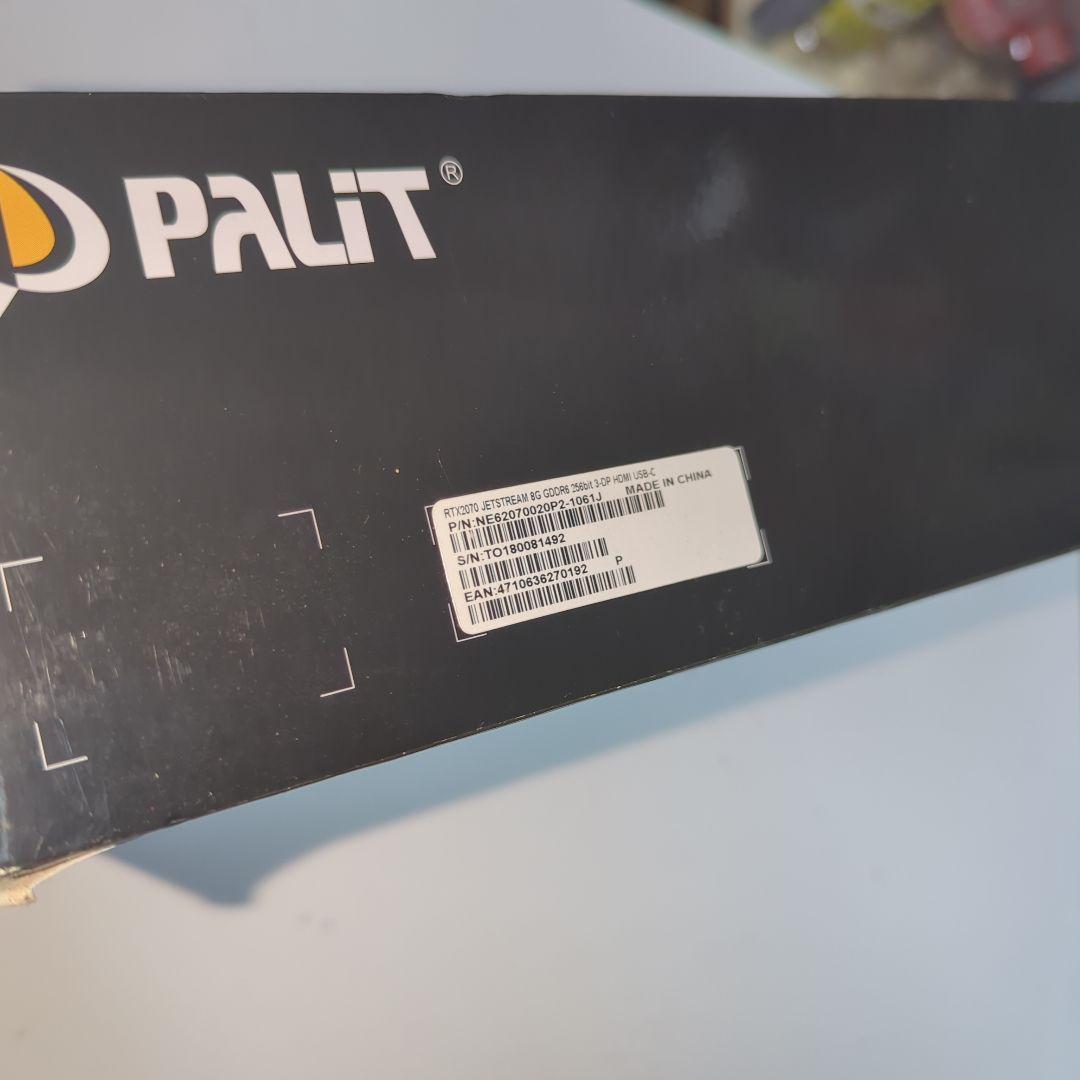 PALiT®
RTX2070 JETSTREAM 8G GDDR6 256bit 3-DP HDMI USB-C
P/N:NE62070020P2-1061J MADE IN CHINA
S/N:TO180081492
EAN:4710636270192 P